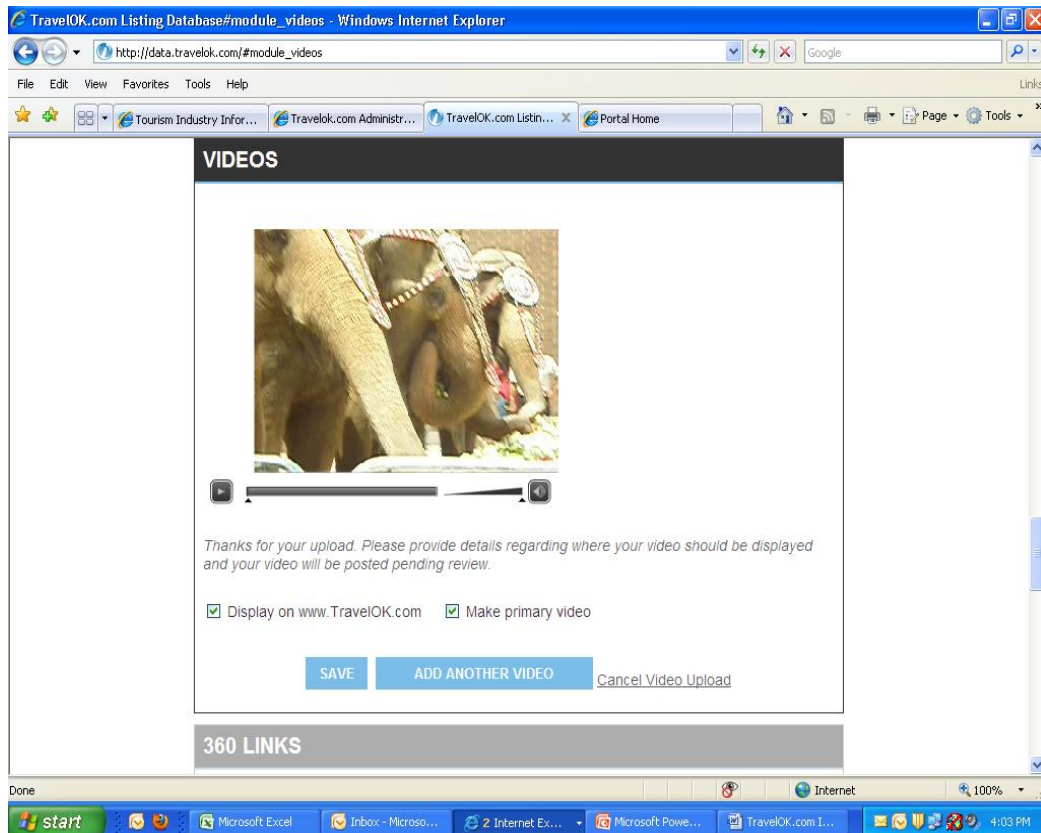 TravelOK.com Listing Database#module_videos - Windows Internet Explorer
http://data.travelok.com/#module_videos
Google
File Edit View Favorites Tools Help
Links
Tourism Industry Infor... Travelok.com Administr... TravelOK.com Listin... X Portal Home
Page Tools
VIDEOS
Thanks for your upload. Please provide details regarding where your video should be displayed
and your video will be posted pending review.
Display on www.TravelOK.com Make primary video
SAVE ADD ANOTHER VIDEO Cancel Video Upload
360 LINKS
Done Internet 100%
start Microsoft Excel Inbox - Microso... 2 Internet Ex... Microsoft Powe... TravelOK.com I... 4:03 PM